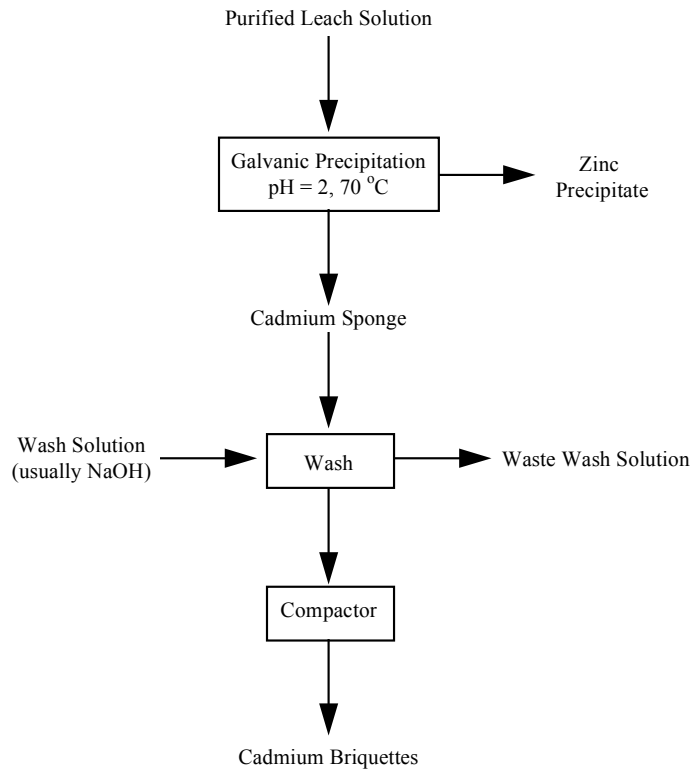 Purified Leach Solution
Galvanic Precipitation
pH = 2, 70 °C
Zinc
Precipitate
Cadmium Sponge
Wash Solution
(usually NaOH)
Wash
Waste Wash Solution
Compactor
Cadmium Briquettes